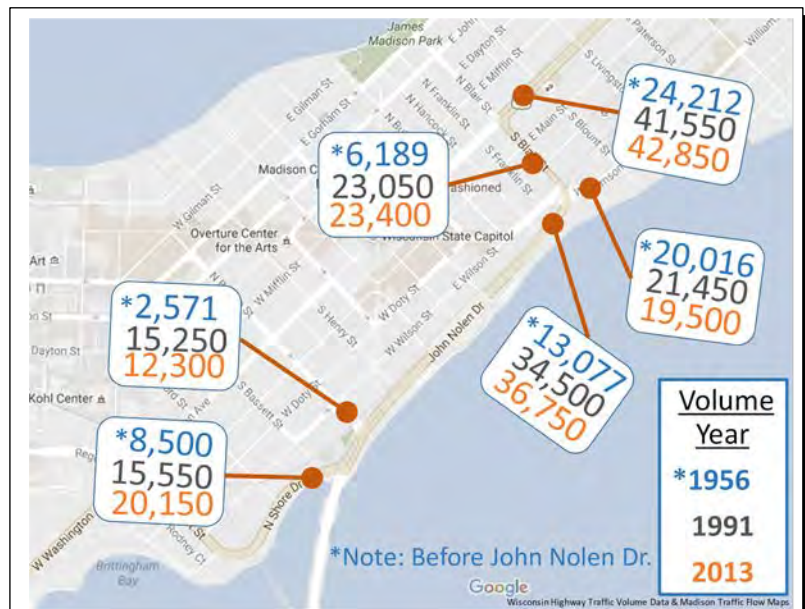 James
Madison Park
E Gilman St
E Gorham St
E Dayton St
E Mifflin St
N Blair St
N Franklin St
N Hancock St
S Paterson St
S Livingst
E Main St
S Blount St
S Blair St
S Franklin St
*24,212
41,550
42,850
*6,189
23,050
23,400
Madison C
ashioned
Wisconsin State Capitol
W Gilman St
Overture Center
for the Arts
Art
W Mifflin St
E Wilson St
W Doty St
S Henry St
W Wilson St
John Nolen Dr
*20,016
21,450
19,500
*13,077
34,500
36,750
*2,571
15,250
12,300
Dayton St
Kohl Center
S Bassett St
W Doty St
*8,500
15,550
20,150
N Shore Dr
W Washington
Rodney Ct
Brittingham
Bay
Volume
Year
*1956
1991
2013
*Note: Before John Nolen Dr.
Google
Wisconsin Highway Traffic Volume Data & Madison Traffic Flow Maps